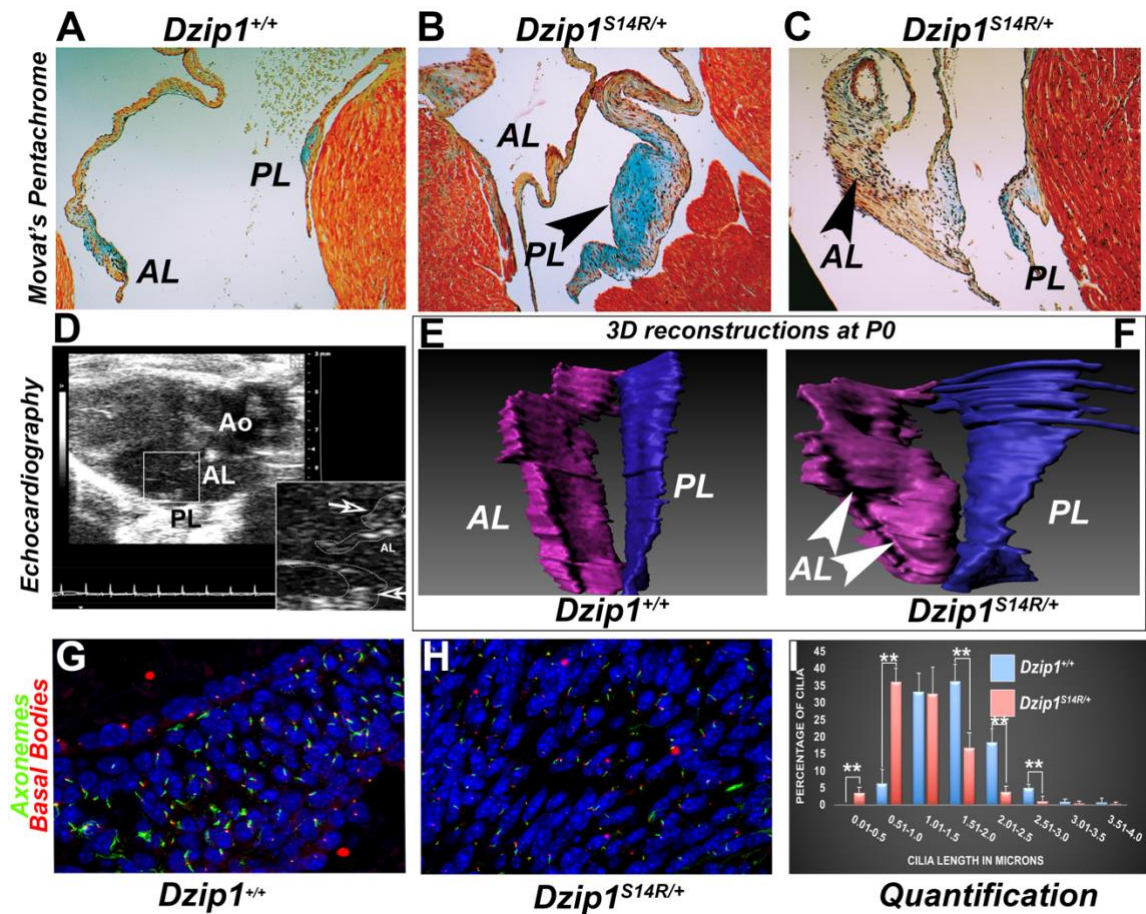 A
Dzip1+/+
B
Dzip1S14R/+
C
Dzip1S14R/+
Movat's Pentachrome
AL
PL
AL
PL
AL
PL
D
Echocardiography
Ao
AL
PL
AL
3D reconstructions at P0
E
F
AL
PL
AL
PL
Dzip1+/+
Dzip1S14R/+
G
H
I
Axonemes
Basal Bodies
Dzip1+/+
Dzip1S14R/+
PERCENTAGE OF CILIA
45
40
35
30
25
20
15
10
5
0
**
**
**
**
**
Dzip1+/+
Dzip1S14R/+
0.01-0.5
0.51-1.0
1.01-1.5
1.51-2.0
2.01-2.5
2.51-3.0
3.01-3.5
3.51-4.0
CILIA LENGTH IN MICRONS
Quantification